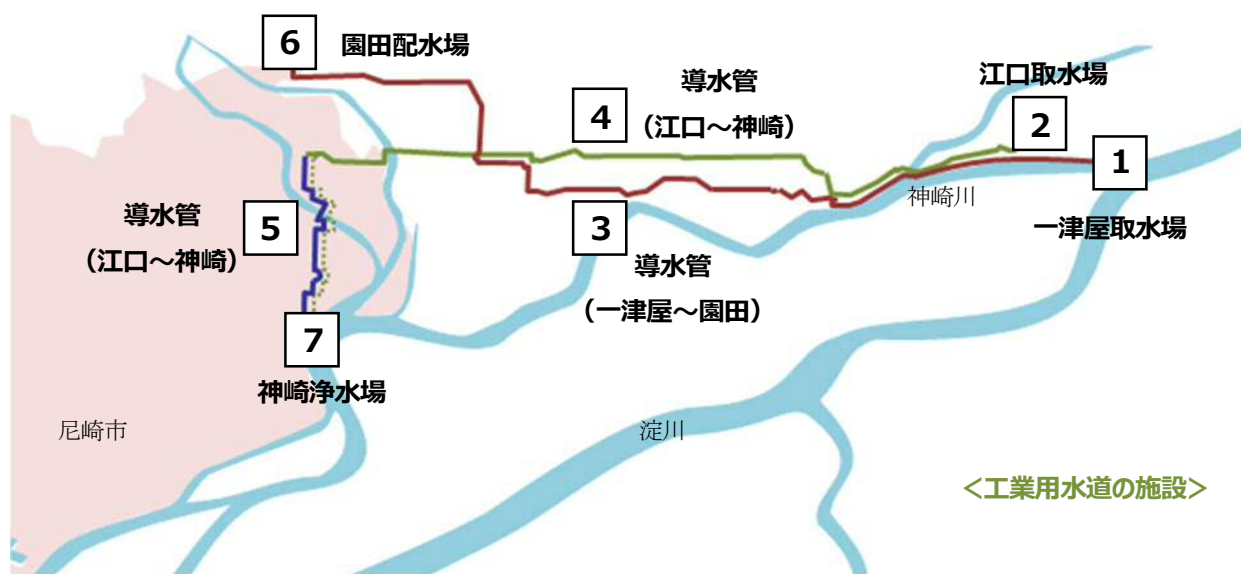 6
園田配水場
導水管
（江口～神崎）
4
江口取水場
2
1
一津屋取水場
神崎川
導水管
（江口～神崎）
5
3
導水管
（一津屋～園田）
7
神崎浄水場
尼崎市
淀川
＜工業用水道の施設＞